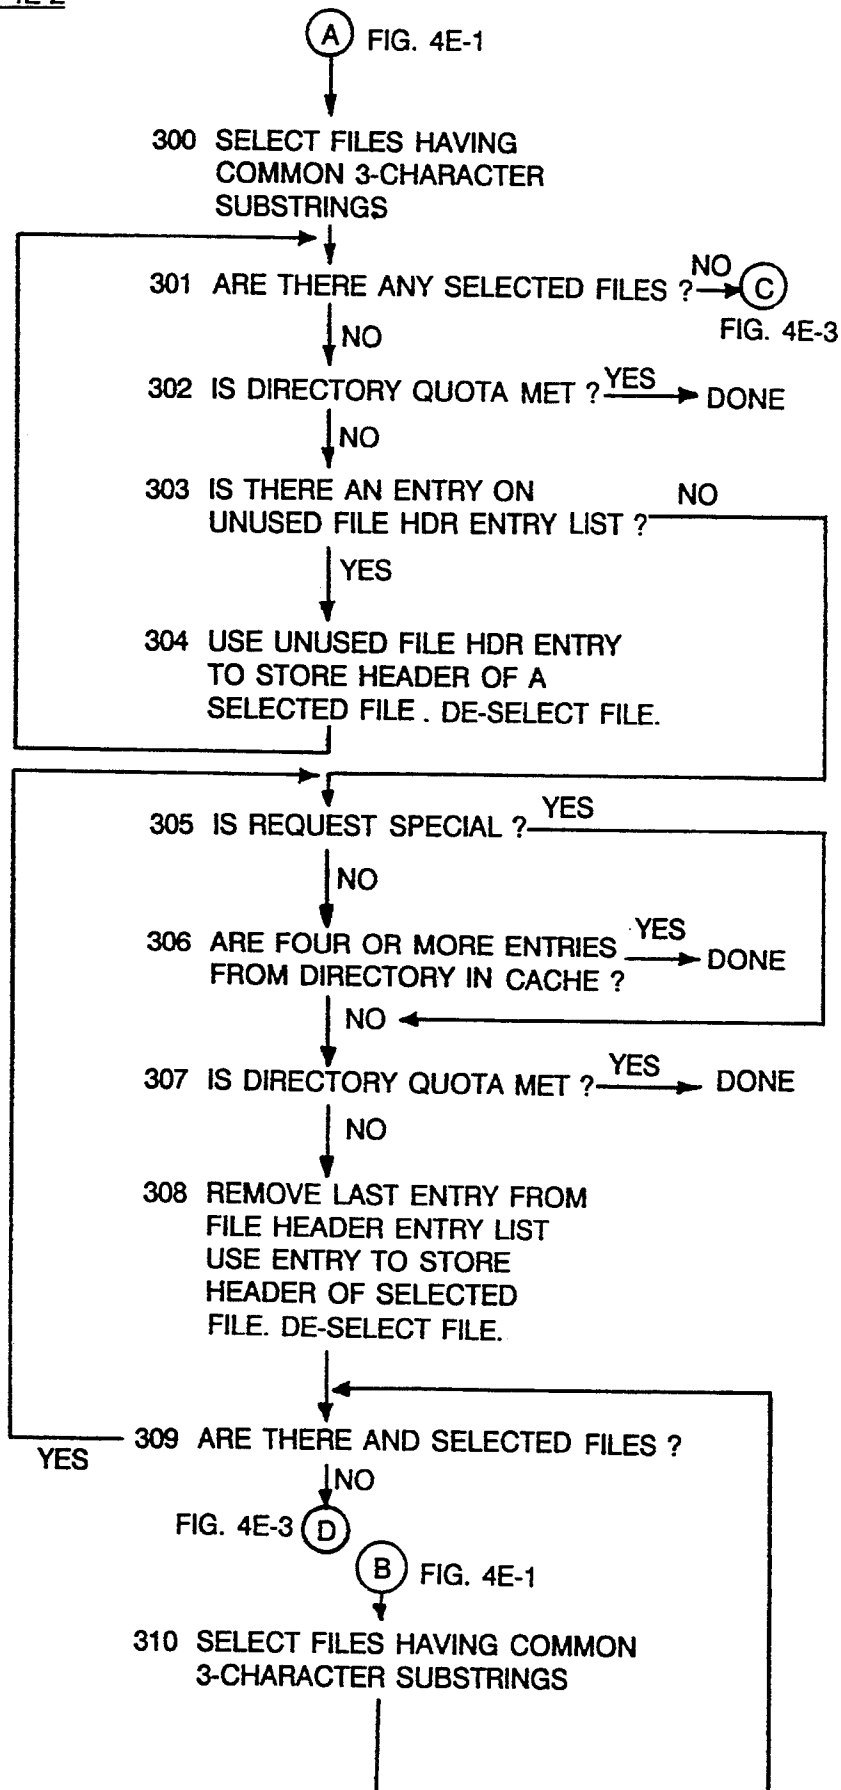 A FIG. 4E-1
300 SELECT FILES HAVING
COMMON 3-CHARACTER
SUBSTRINGS
301 ARE THERE ANY SELECTED FILES ? NO C
FIG. 4E-3
NO
302 IS DIRECTORY QUOTA MET ? YES DONE
NO
303 IS THERE AN ENTRY ON NO
UNUSED FILE HDR ENTRY LIST ?
YES
304 USE UNUSED FILE HDR ENTRY
TO STORE HEADER OF A
SELECTED FILE . DE-SELECT FILE.
305 IS REQUEST SPECIAL ? YES
NO
306 ARE FOUR OR MORE ENTRIES YES DONE
FROM DIRECTORY IN CACHE ?
NO
307 IS DIRECTORY QUOTA MET ? YES DONE
NO
308 REMOVE LAST ENTRY FROM
FILE HEADER ENTRY LIST
USE ENTRY TO STORE
HEADER OF SELECTED
FILE. DE-SELECT FILE.
309 ARE THERE AND SELECTED FILES ?
YES
NO
FIG. 4E-3 D
B FIG. 4E-1
310 SELECT FILES HAVING COMMON
3-CHARACTER SUBSTRINGS